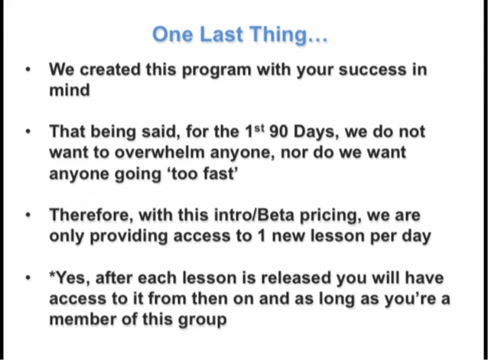 One Last Thing…
• We created this program with your success in
mind
• That being said, for the 1st 90 Days, we do not
want to overwhelm anyone, nor do we want
anyone going ‘too fast’
• Therefore, with this intro/Beta pricing, we are
only providing access to 1 new lesson per day
• *Yes, after each lesson is released you will have
access to it from then on and as long as you’re a
member of this group